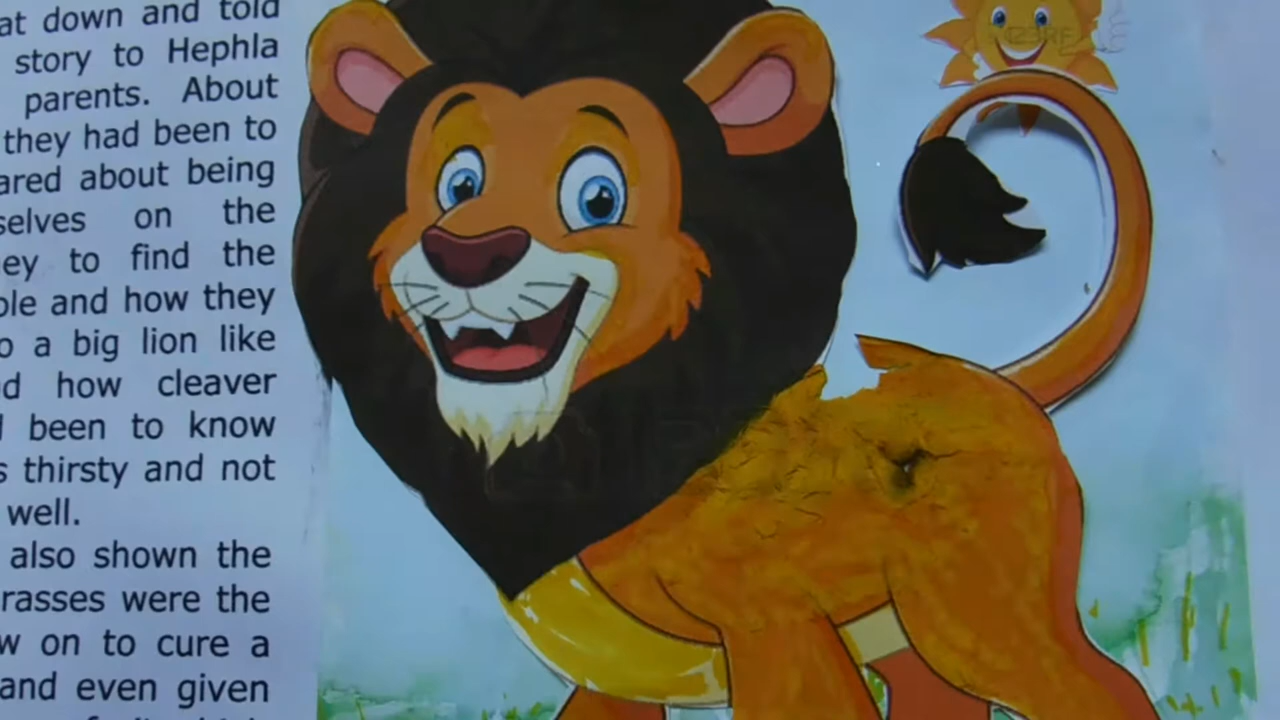 at down and told
story to Hephla
parents. About
they had been to
ared about being
selves on the
ey to find the
ole and how they
o a big lion like
d how cleaver
been to know
s thirsty and not
well.
also shown the
rasses were the
w on to cure a
and even given